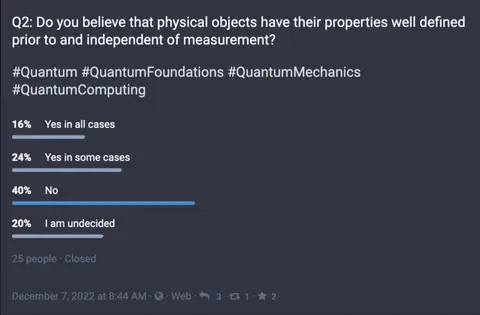 Q2: Do you believe that physical objects have their properties well defined
prior to and independent of measurement?
#Quantum #QuantumFoundations #QuantumMechanics
#QuantumComputing
16% Yes in all cases
24% Yes in some cases
40% No
20% I am undecided
25 people · Closed
December 7, 2022 at 8:44 AM · Web · 3 · 1 · 2